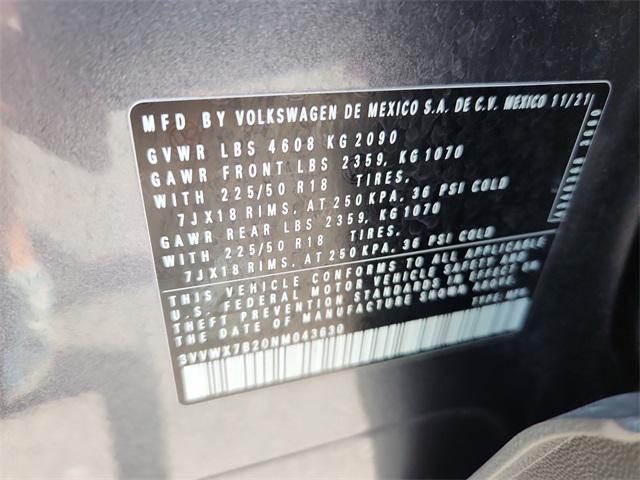 MFD BY VOLKSWAGEN DE MEXICO S.A. DE C.V. MEXICO 11/21
GVWR LBS 4608 KG 2090
GAWR FRONT LBS 2359, KG1070
WITH 225/50 R18 TIRES,
7JX18 RIMS, AT 250 KPA, 36 PSI COLD
GAWR REAR LBS 2359, KG 1070
WITH 225/50 R18 TIRES,
7JX18 RIMS, AT 250 KPA, 36 PSI COLD
THIS VEHICLE CONFORMS TO ALL APPLICABLE
U.S. FEDERAL MOTOR VEHICLE SAFETY AND
THEFT PREVENTION STANDARDS IN EFFECT ON
THE DATE OF MANUFACTURE SHOWN ABOVE.
3VVWX7B20NM043630 TYPE